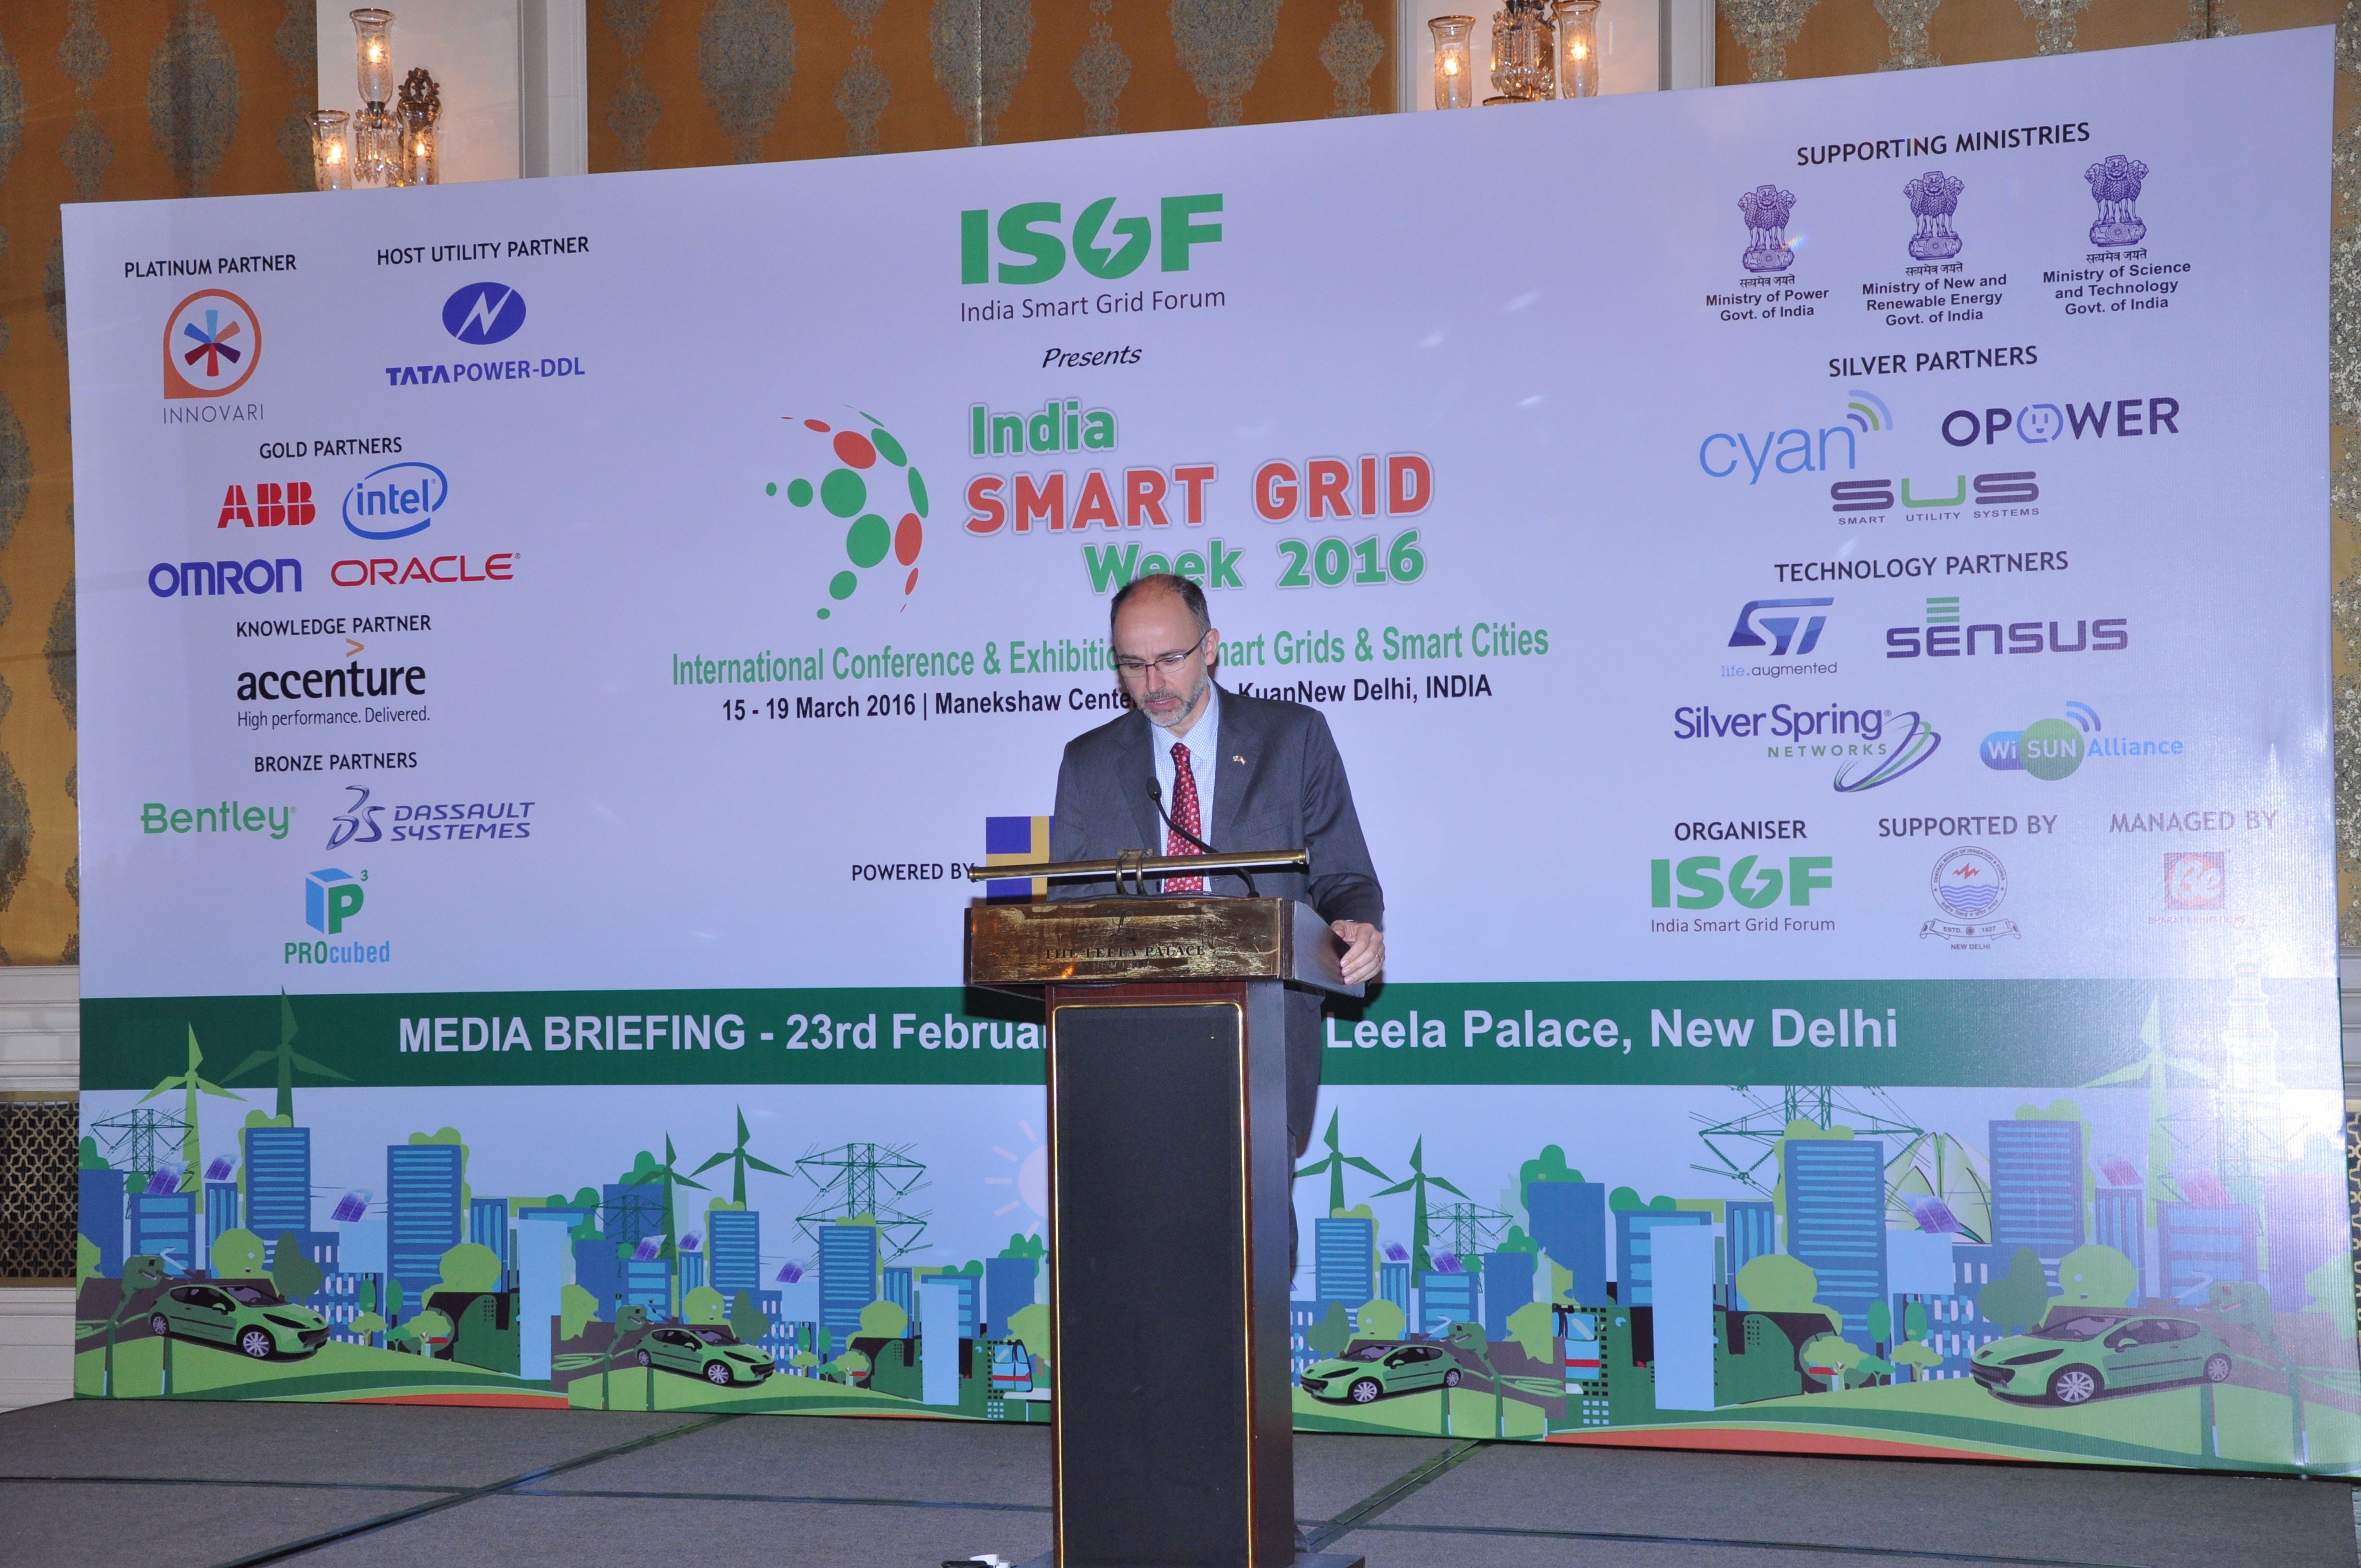 PLATINUM PARTNER
INNOVARI
HOST UTILITY PARTNER
TATA POWER-DDL
GOLD PARTNERS
ABB
intel
OMRON
ORACLE
KNOWLEDGE PARTNER
accenture
High performance. Delivered.
BRONZE PARTNERS
Bentley
DASSAULT
SYSTEMES
P3
PROcubed
ISGF
India Smart Grid Forum
Presents
India
SMART GRID
Week 2016
International Conference & Exhibitio mart Grids & Smart Cities
15 - 19 March 2016 | Manekshaw Cente KuanNew Delhi, INDIA
POWERED BY
SUPPORTING MINISTRIES
सत्यमेव जयते
Ministry of Power
Govt. of India
सत्यमेव जयते
Ministry of New and
Renewable Energy
Govt. of India
सत्यमेव जयते
Ministry of Science
and Technology
Govt. of India
SILVER PARTNERS
cyan
OPOWER
SUS
SMART UTILITY SYSTEMS
TECHNOLOGY PARTNERS
ST
life.augmented
SENSUS
Silver Spring
NETWORKS
Wi SUN Alliance
ORGANISER
ISGF
India Smart Grid Forum
SUPPORTED BY
ESTD. 1927
NEW DELHI
MANAGED BY
THE LEELA PALACE
MEDIA BRIEFING - 23rd Februa Leela Palace, New Delhi